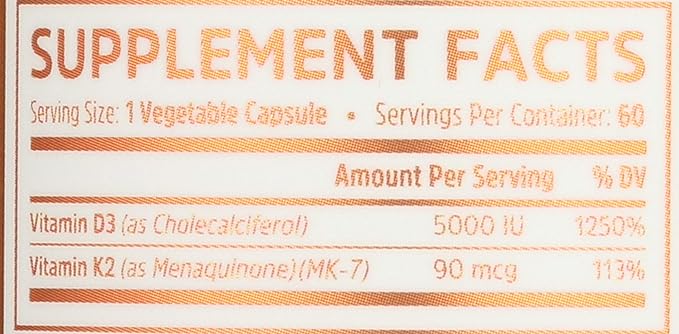 SUPPLEMENT FACTS
Serving Size: 1 Vegetable Capsule • Servings Per Container: 60
Amount Per Serving % DV
Vitamin D3 (as Cholecalciferol) 5000 IU 1250%
Vitamin K2 (as Menaquinone)(MK-7) 90 mcg 113%